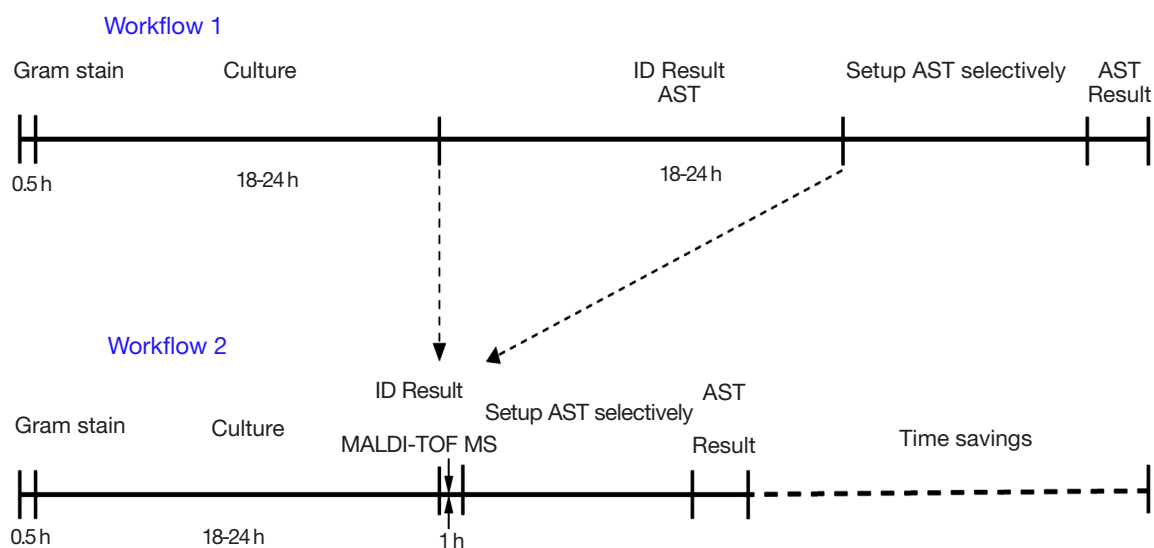 Workflow 1
Gram stain
Culture
ID Result
AST
Setup AST selectively
AST
Result
0.5 h
18-24 h
18-24 h
Workflow 2
ID Result
AST
Setup AST selectively
Gram stain
Culture
MALDI-TOF MS
Result
Time savings
0.5 h
18-24 h
1 h